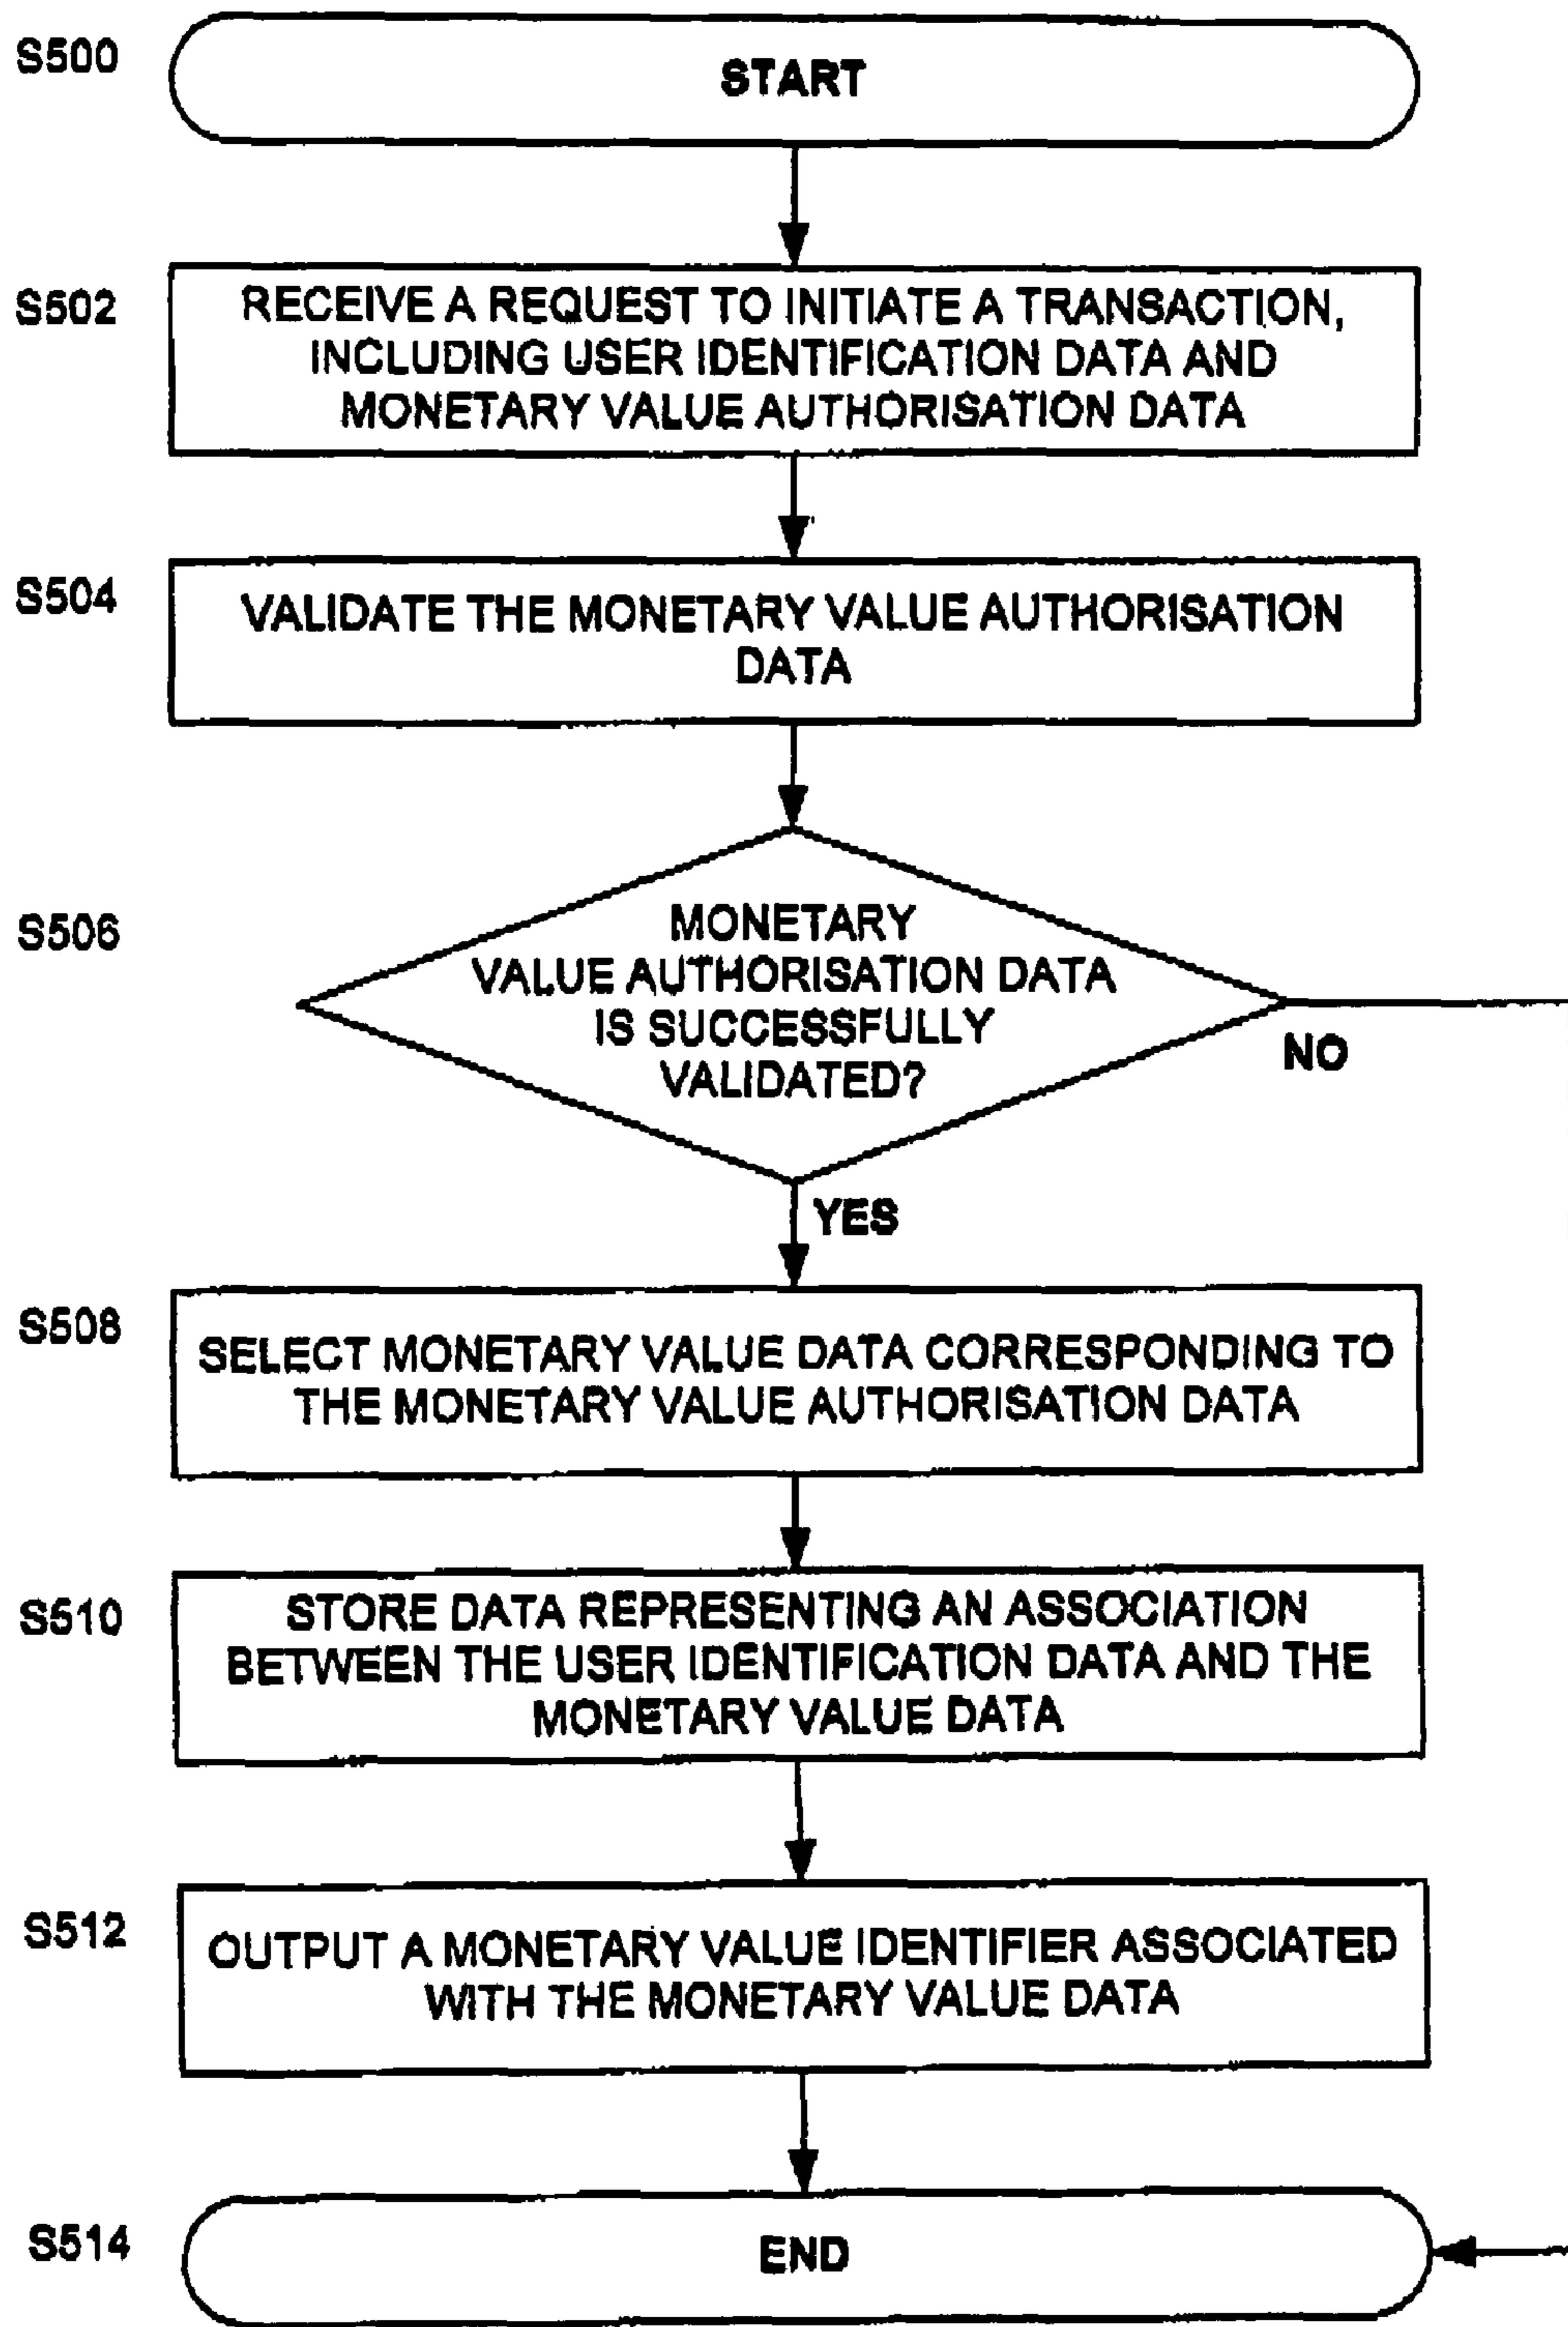 S500
START
S502
RECEIVE A REQUEST TO INITIATE A TRANSACTION,
INCLUDING USER IDENTIFICATION DATA AND
MONETARY VALUE AUTHORISATION DATA
S504
VALIDATE THE MONETARY VALUE AUTHORISATION
DATA
S506
MONETARY
VALUE AUTHORISATION DATA
IS SUCCESSFULLY
VALIDATED?
NO
YES
S508
SELECT MONETARY VALUE DATA CORRESPONDING TO
THE MONETARY VALUE AUTHORISATION DATA
S510
STORE DATA REPRESENTING AN ASSOCIATION
BETWEEN THE USER IDENTIFICATION DATA AND THE
MONETARY VALUE DATA
S512
OUTPUT A MONETARY VALUE IDENTIFIER ASSOCIATED
WITH THE MONETARY VALUE DATA
S514
END